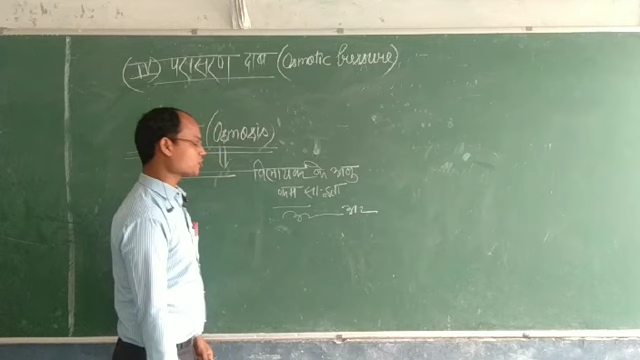 (IV) परासरण दाब (Osmotic Pressure)
(Osmosis)
विलायक के अणु
कम सान्द्रता